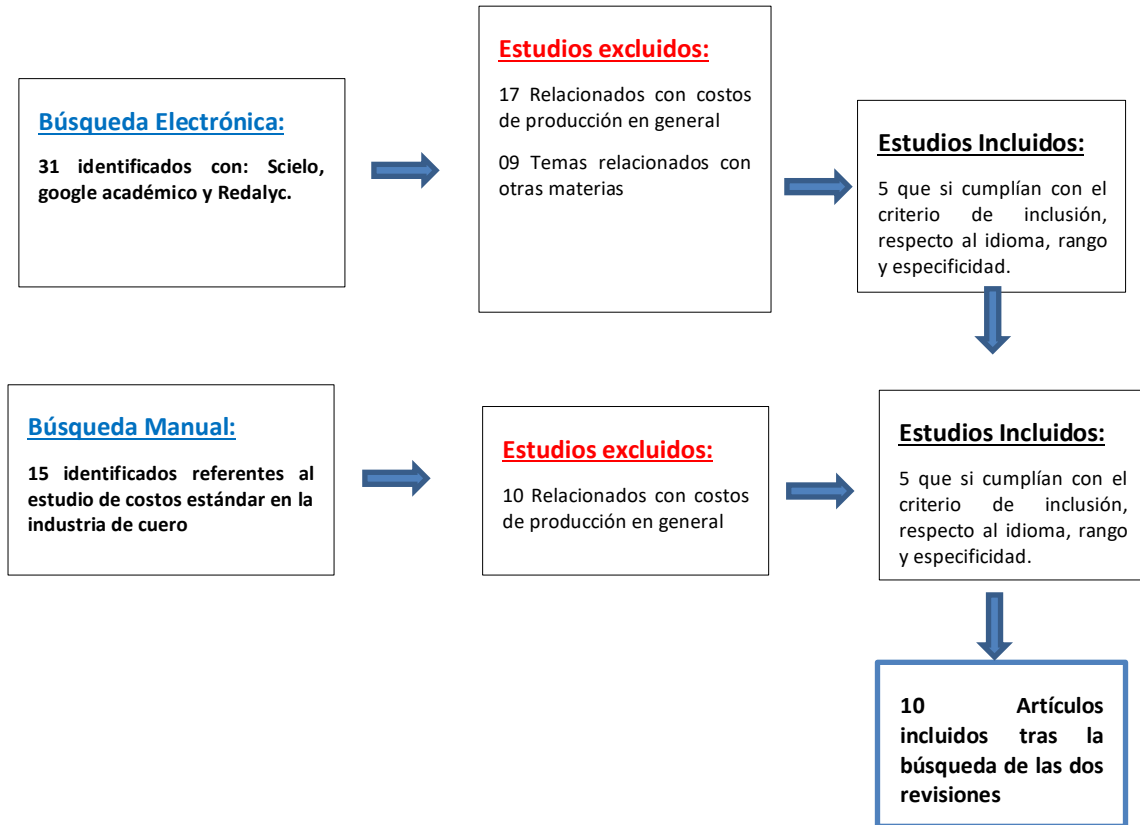 Búsqueda Electrónica:
31 identificados con: Scielo,
google académico y Redalyc.
Estudios excluidos:
17 Relacionados con costos
de producción en general
09 Temas relacionados con
otras materias
Estudios Incluidos:
5 que si cumplían con el
criterio de inclusión,
respecto al idioma, rango
y especificidad.
Búsqueda Manual:
15 identificados referentes al
estudio de costos estándar en la
industria de cuero
Estudios excluidos:
10 Relacionados con costos
de producción en general
Estudios Incluidos:
5 que si cumplían con el
criterio de inclusión,
respecto al idioma, rango
y especificidad.
10 Artículos
incluidos tras la
búsqueda de las dos
revisiones